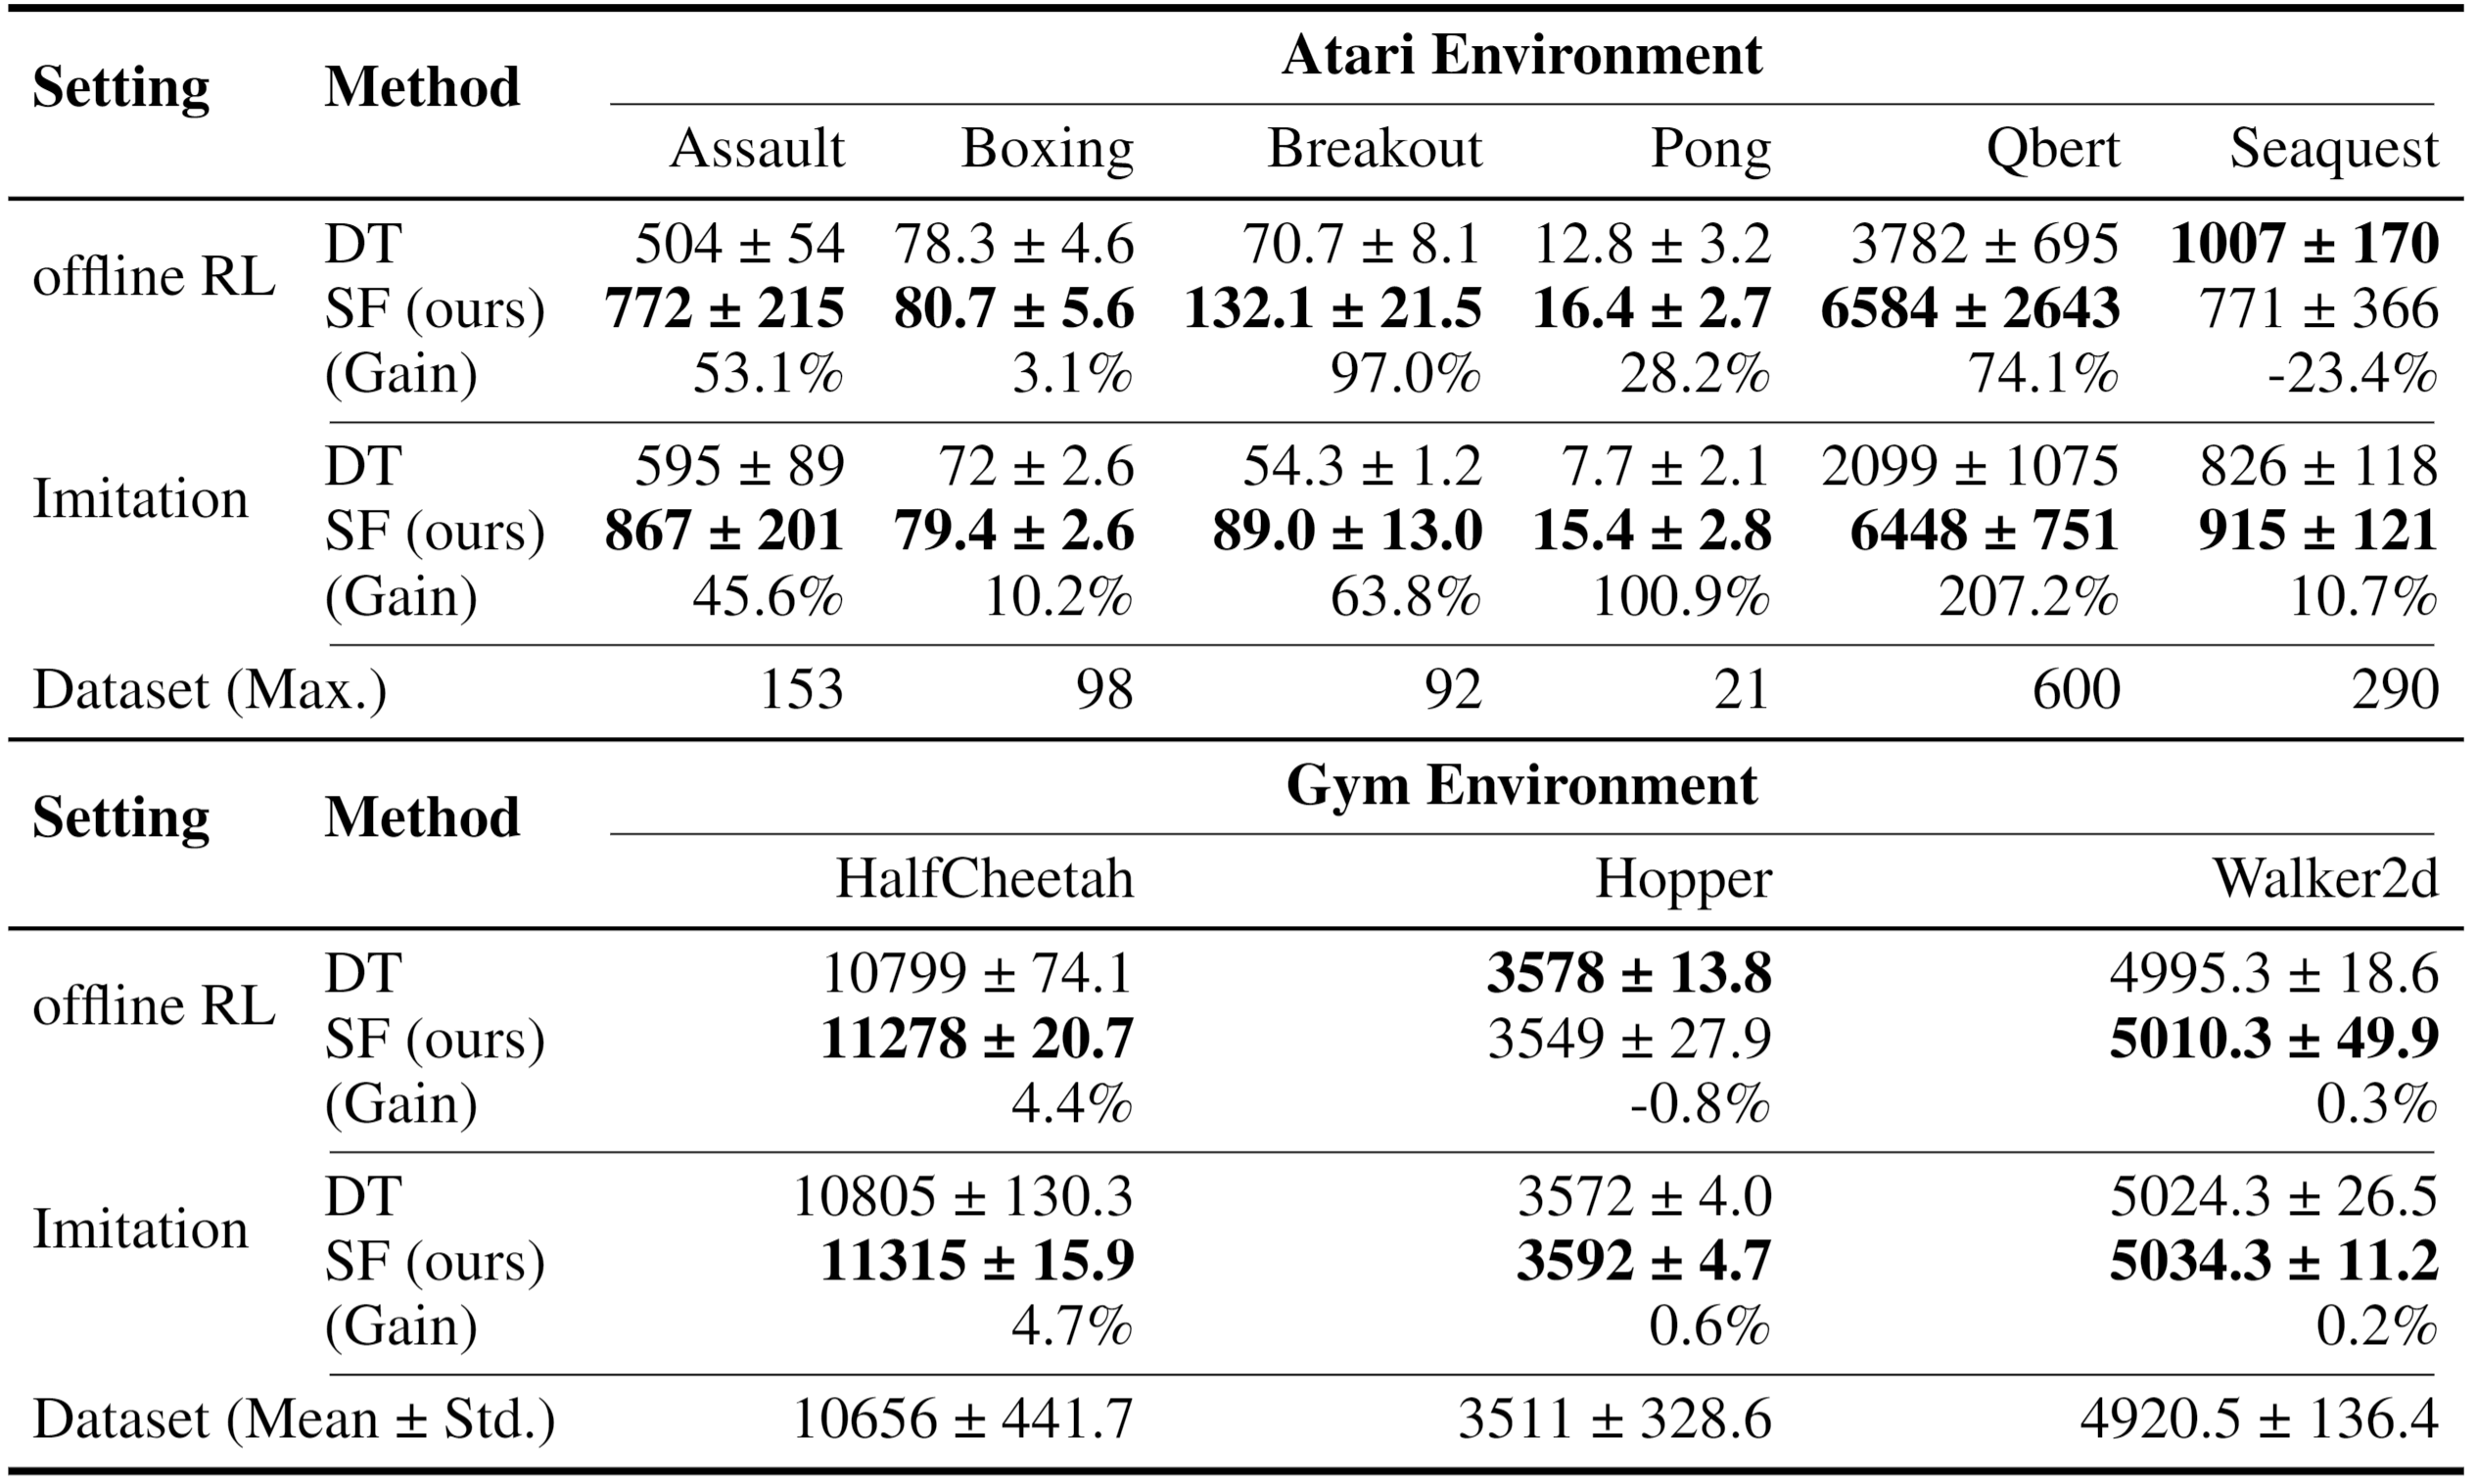 Setting Method Atari Environment
Assault Boxing Breakout Pong Qbert Seaquest
offline RL DT 504 ± 54 78.3 ± 4.6 70.7 ± 8.1 12.8 ± 3.2 3782 ± 695 1007 ± 170
SF (ours) 772 ± 215 80.7 ± 5.6 132.1 ± 21.5 16.4 ± 2.7 6584 ± 2643 771 ± 366
(Gain) 53.1% 3.1% 97.0% 28.2% 74.1% -23.4%
Imitation DT 595 ± 89 72 ± 2.6 54.3 ± 1.2 7.7 ± 2.1 2099 ± 1075 826 ± 118
SF (ours) 867 ± 201 79.4 ± 2.6 89.0 ± 13.0 15.4 ± 2.8 6448 ± 751 915 ± 121
(Gain) 45.6% 10.2% 63.8% 100.9% 207.2% 10.7%
Dataset (Max.) 153 98 92 21 600 290
Setting Method Gym Environment
HalfCheetah Hopper Walker2d
offline RL DT 10799 ± 74.1 3578 ± 13.8 4995.3 ± 18.6
SF (ours) 11278 ± 20.7 3549 ± 27.9 5010.3 ± 49.9
(Gain) 4.4% -0.8% 0.3%
Imitation DT 10805 ± 130.3 3572 ± 4.0 5024.3 ± 26.5
SF (ours) 11315 ± 15.9 3592 ± 4.7 5034.3 ± 11.2
(Gain) 4.7% 0.6% 0.2%
Dataset (Mean ± Std.) 10656 ± 441.7 3511 ± 328.6 4920.5 ± 136.4